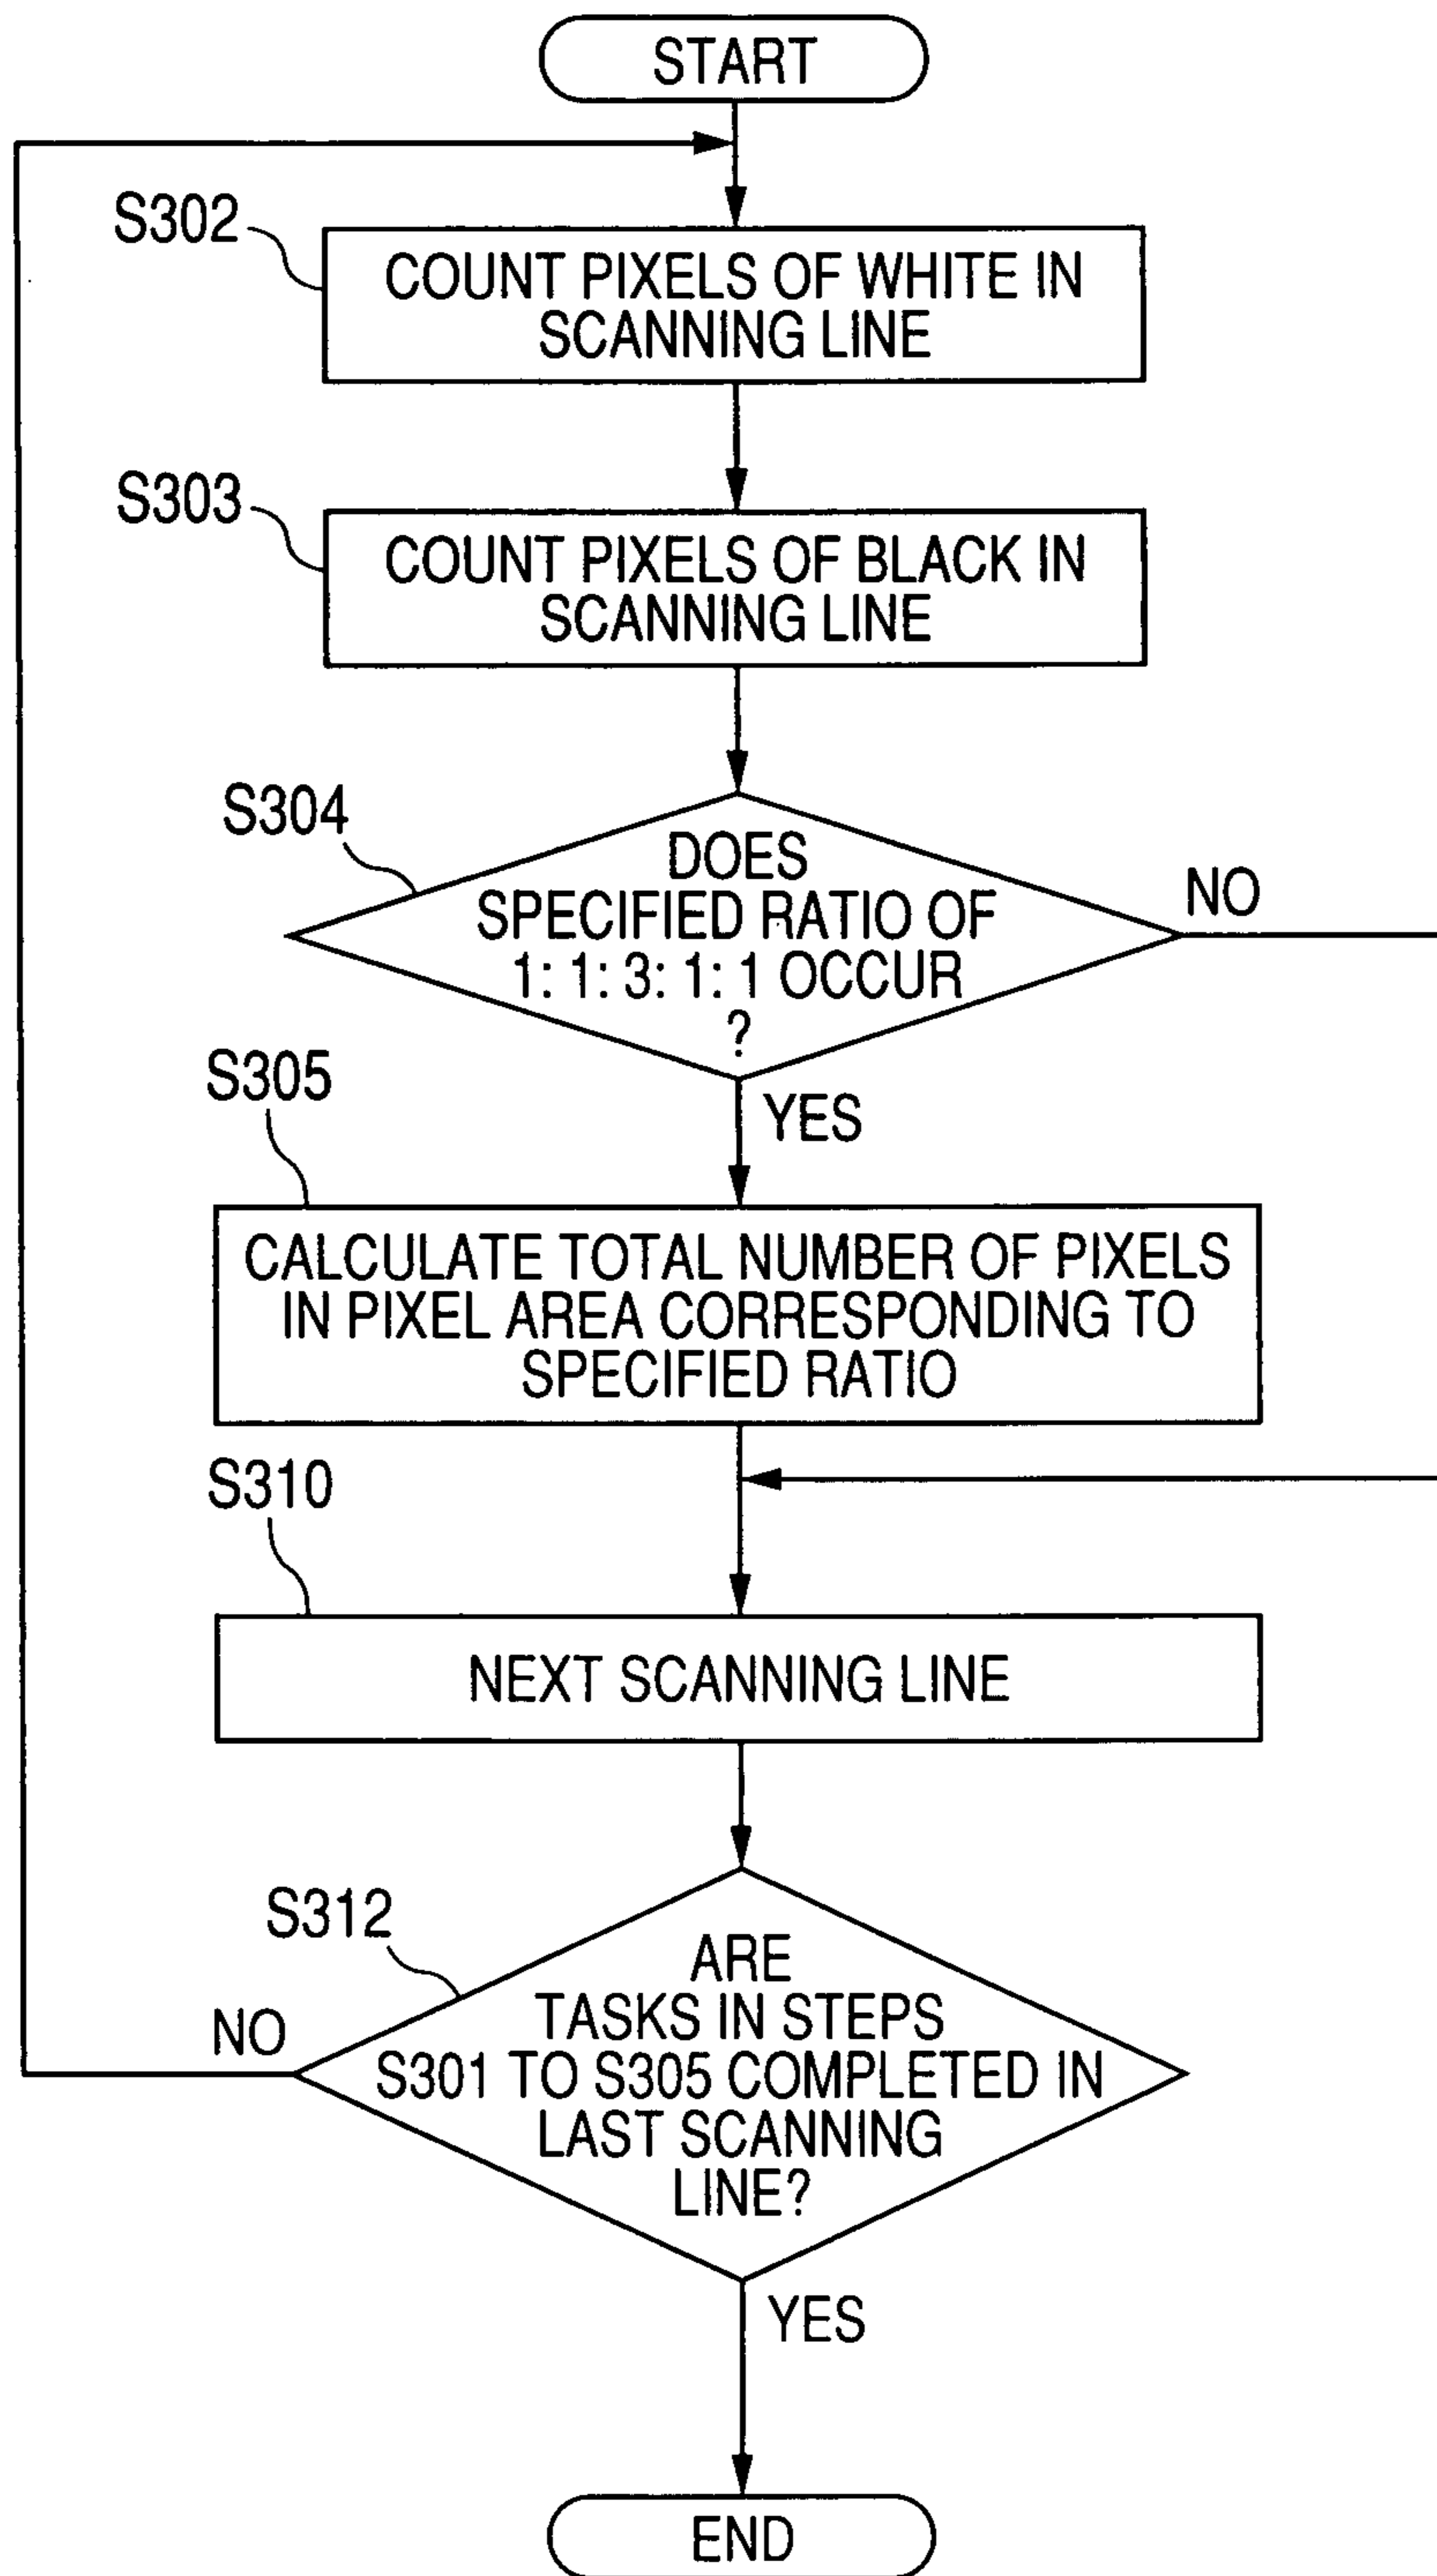 START
S302
COUNT PIXELS OF WHITE IN
SCANNING LINE
S303
COUNT PIXELS OF BLACK IN
SCANNING LINE
S304
DOES
SPECIFIED RATIO OF
1: 1: 3: 1: 1 OCCUR
?
NO
YES
S305
CALCULATE TOTAL NUMBER OF PIXELS
IN PIXEL AREA CORRESPONDING TO
SPECIFIED RATIO
S310
NEXT SCANNING LINE
S312
ARE
TASKS IN STEPS
S301 TO S305 COMPLETED IN
LAST SCANNING
LINE?
NO
YES
END